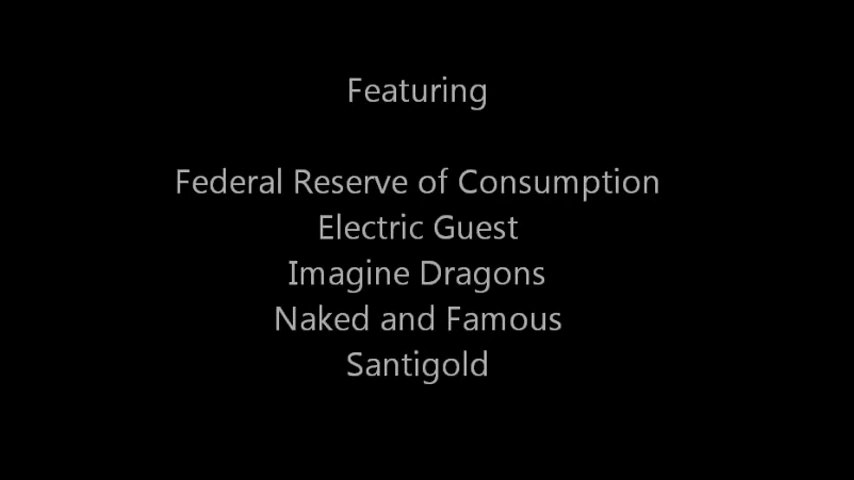 Featuring
Federal Reserve of Consumption
Electric Guest
Imagine Dragons
Naked and Famous
Santigold